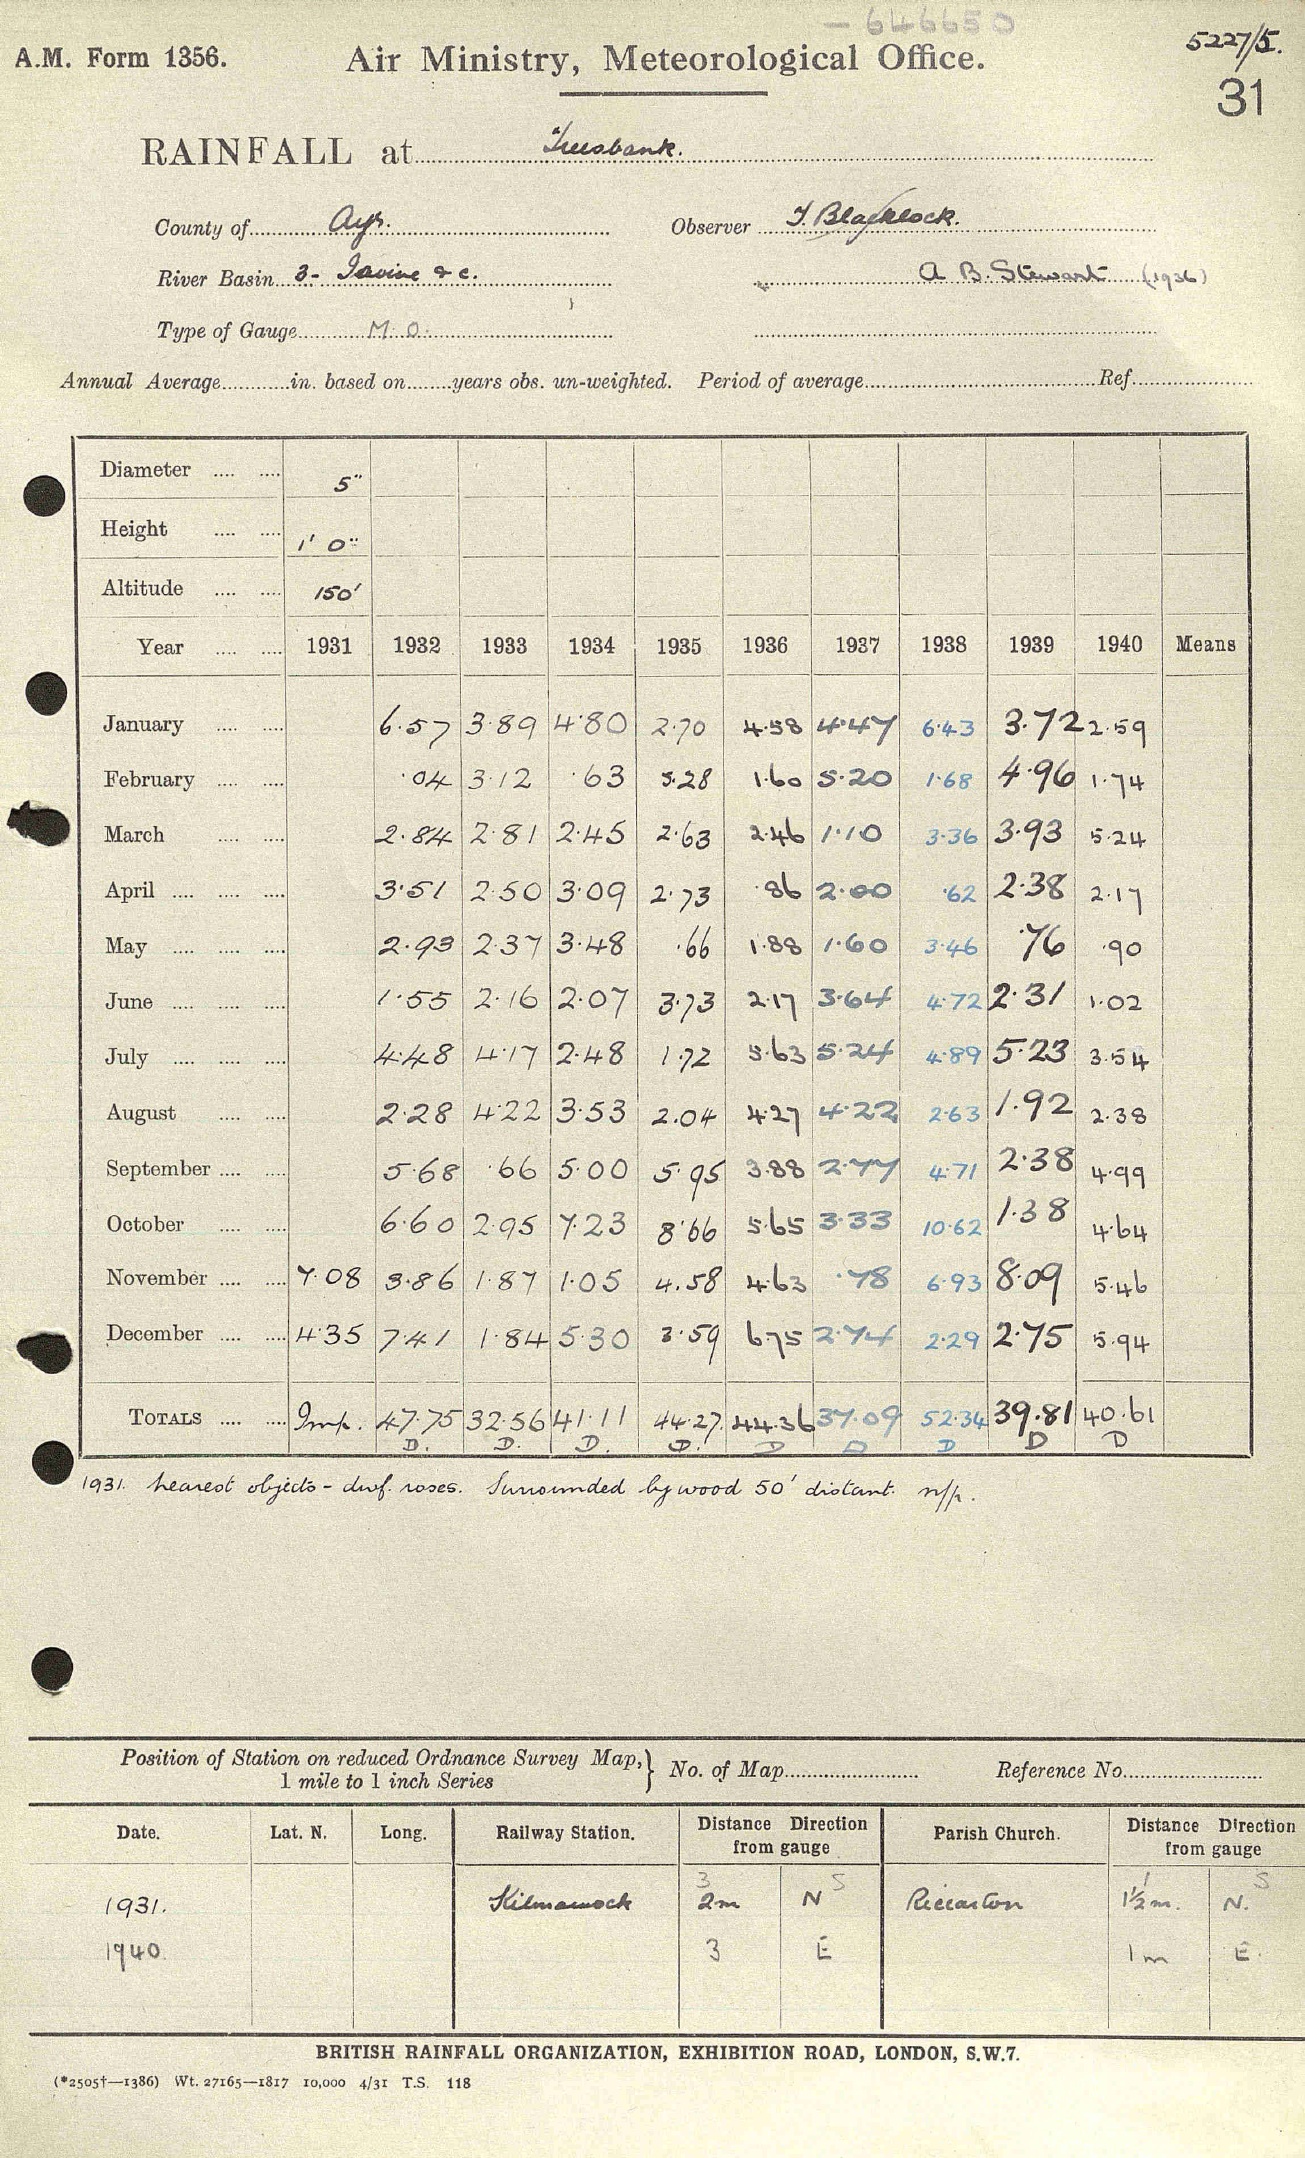 — 646650
A.M. Form 1356. Air Ministry, Meteorological Office. 5227/5.
31
RAINFALL at Treesbank.
County of Ayr. Observer T. Blacklock.
River Basin 3- Irvine & c. A B. Stewart (1936)
Type of Gauge M. O.
Annual Average in. based on years obs. un-weighted. Period of average Ref.
Diameter 5"
Height 1' 0"
Altitude 150'
Year 1931 1932 1933 1934 1935 1936 1937 1938 1939 1940 Means
January 6.57 3.89 4.80 2.70 4.58 4.47 6.43 3.72 2.59
February .04 3.12 .63 5.28 1.60 5.20 1.68 4.96 1.74
March 2.84 2.81 2.45 2.63 2.46 1.10 3.36 3.93 5.24
April 3.51 2.50 3.09 2.73 .86 2.00 .62 2.38 2.17
May 2.93 2.37 3.48 .66 1.88 1.60 3.46 .76 .90
June 1.55 2.16 2.07 3.73 2.17 3.64 4.72 2.31 1.02
July 4.48 4.17 2.48 1.72 5.63 5.24 4.89 5.23 3.54
August 2.28 4.22 3.53 2.04 4.27 4.22 2.63 1.92 2.38
September 5.68 .66 5.00 5.95 3.88 2.77 4.71 2.38 4.99
October 6.60 2.95 7.23 8.66 5.65 3.33 10.62 1.38 4.64
November 7.08 3.86 1.87 1.05 4.58 4.63 .78 6.93 8.09 5.46
December 4.35 7.41 1.84 5.30 3.59 6.75 2.74 2.29 2.75 5.94
TOTALS Imp. 47.75 32.56 41.11 44.27 44.36 37.09 52.34 39.81 40.61
D. D. D. D. D D D D D
1931. nearest objects - dwf. roses. Surrounded by wood 50' distant. n/p.
Position of Station on reduced Ordnance Survey Map, } No. of Map Reference No.
1 mile to 1 inch Series
Date. Lat. N. Long. Railway Station. Distance Direction from gauge Parish Church. Distance Direction from gauge
3 S 1 S
1931. Kilmarnock 2m N Riccarton 1½m. N.
1940. 3 E 1m E.
BRITISH RAINFALL ORGANIZATION, EXHIBITION ROAD, LONDON, S.W.7.
(*2505†—1386) Wt. 27165—1817 10,000 4/31 T.S. 118